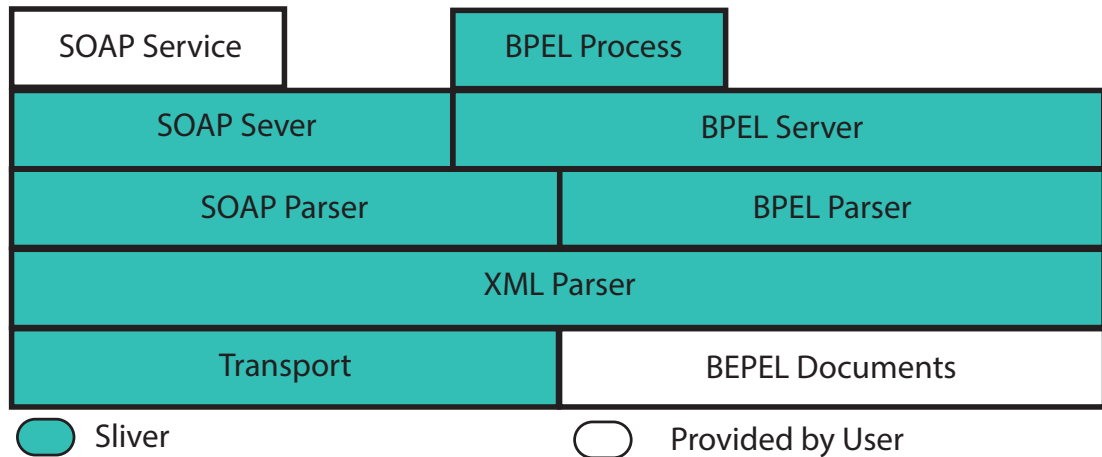 SOAP Service
BPEL Process
SOAP Sever
BPEL Server
SOAP Parser
BPEL Parser
XML Parser
Transport
BEPEL Documents
Sliver
Provided by User